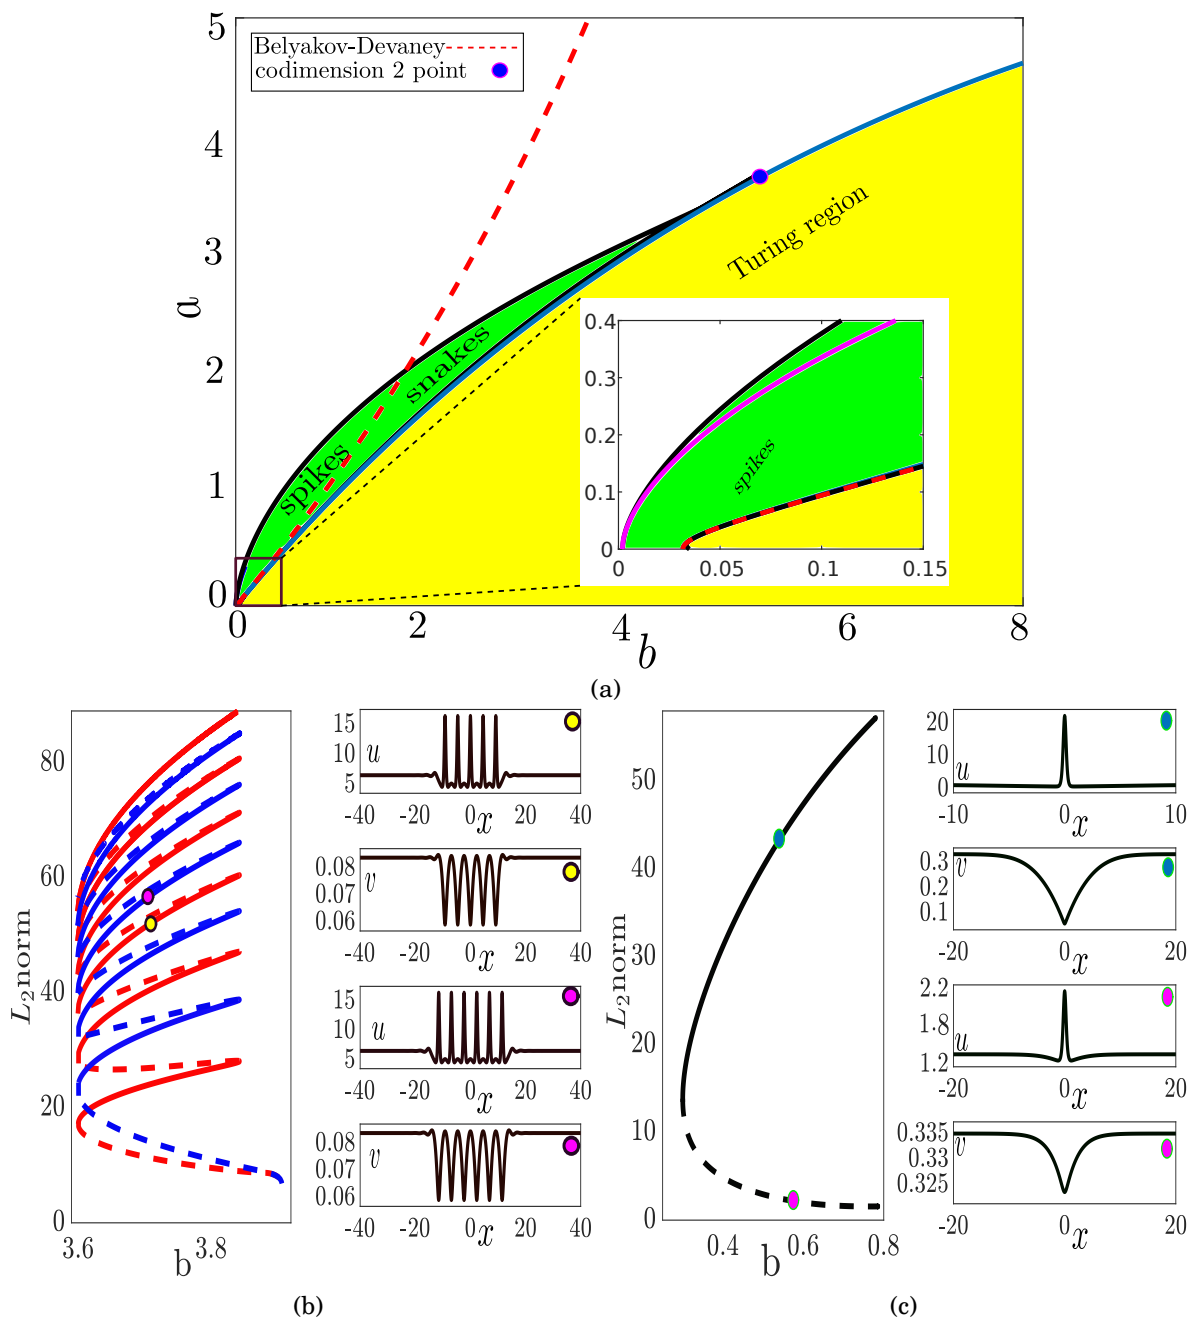 5
4
3
2
1
0
a
Belyakov-Devaney
codimension 2 point
Turing region
snakes
spikes
0.4
0.3
0.2
0.1
0
spikes
0 0.05 0.1 0.15
0 2 4 6 8
b
(a)
80
60
40
20
0
L₂norm
3.6 3.8
b
(b)
15
10
5
u
-40 -20 0 20 40
x
0.08
0.07
0.06
v
-40 -20 0 20 40
x
15
10
5
u
-40 -20 0 20 40
x
0.08
0.07
0.06
v
-40 -20 0 20 40
x
50
40
30
20
10
0
L₂norm
0.4 0.6 0.8
b
(c)
20
10
0
u
-10 0 10
x
0.3
0.2
0.1
v
-20 0 20
x
2.2
1.8
1.2
u
-20 0 20
x
0.335
0.33
0.325
v
-20 0 20
x